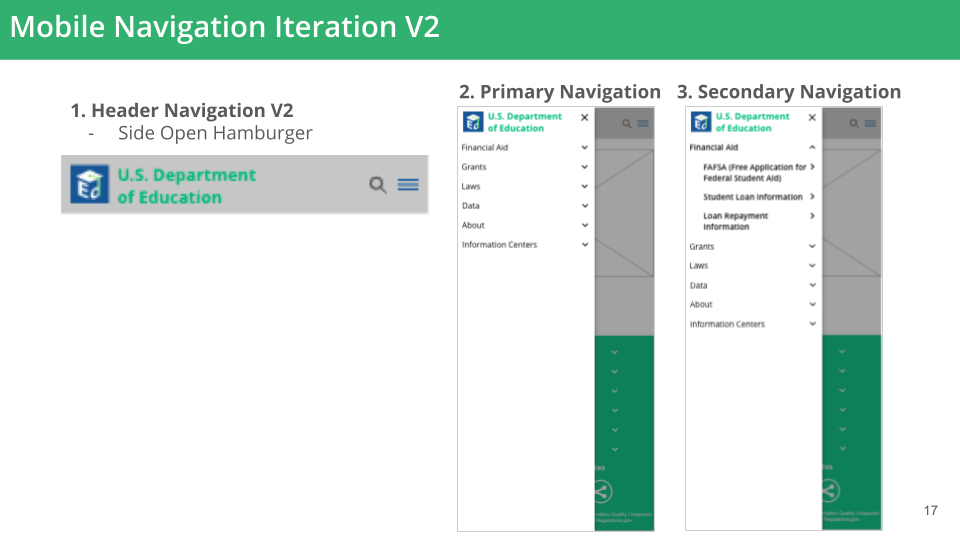 Mobile Navigation Iteration V2
1. Header Navigation V2
- Side Open Hamburger
U.S. Department
of Education
2. Primary Navigation
U.S. Department
of Education
Financial Aid
Grants
Laws
Data
About
Information Centers
3. Secondary Navigation
U.S. Department
of Education
Financial Aid
FAFSA (Free Application for
Federal Student Aid)
Student Loan Information
Loan Repayment
Information
Grants
Laws
Data
About
Information Centers
17